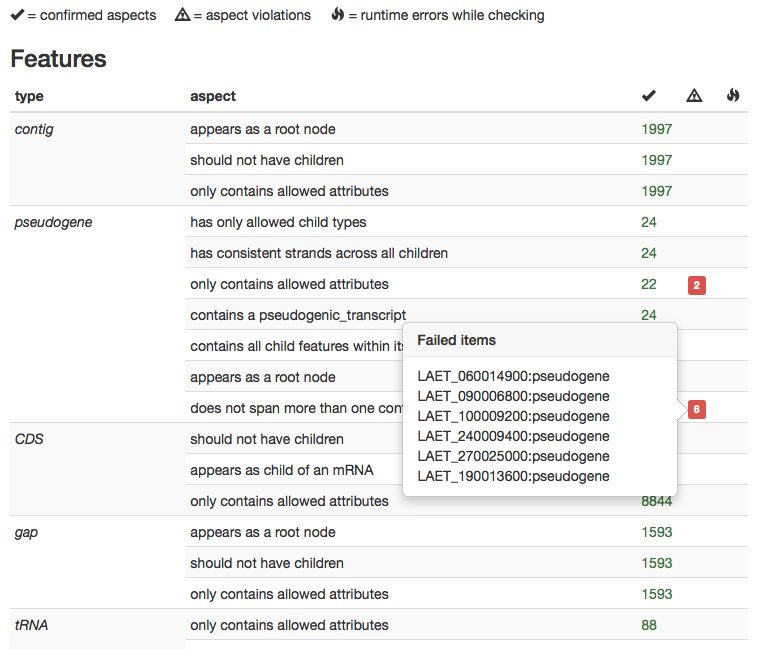 = confirmed aspects = aspect violations = runtime errors while checking
Features
type aspect
contig appears as a root node 1997
should not have children 1997
only contains allowed attributes 1997
pseudogene has only allowed child types 24
has consistent strands across all children 24
only contains allowed attributes 22 2
contains a pseudogenic_transcript 24
contains all child features within its
appears as a root node
does not span more than one con 6
Failed items
LAET_060014900:pseudogene
LAET_090006800:pseudogene
LAET_100009200:pseudogene
LAET_240009400:pseudogene
LAET_270025000:pseudogene
LAET_190013600:pseudogene
CDS should not have children
appears as child of an mRNA
only contains allowed attributes 8844
gap appears as a root node 1593
should not have children 1593
only contains allowed attributes 1593
tRNA only contains allowed attributes 88